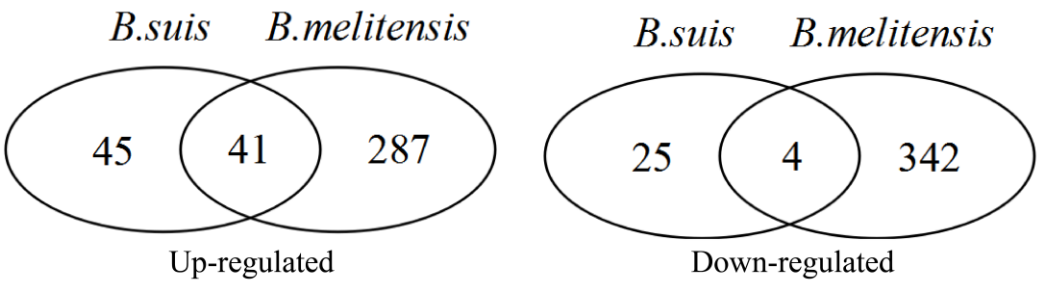 B.suis B.melitensis
45 41 287
Up-regulated
B.suis B.melitensis
25 4 342
Down-regulated